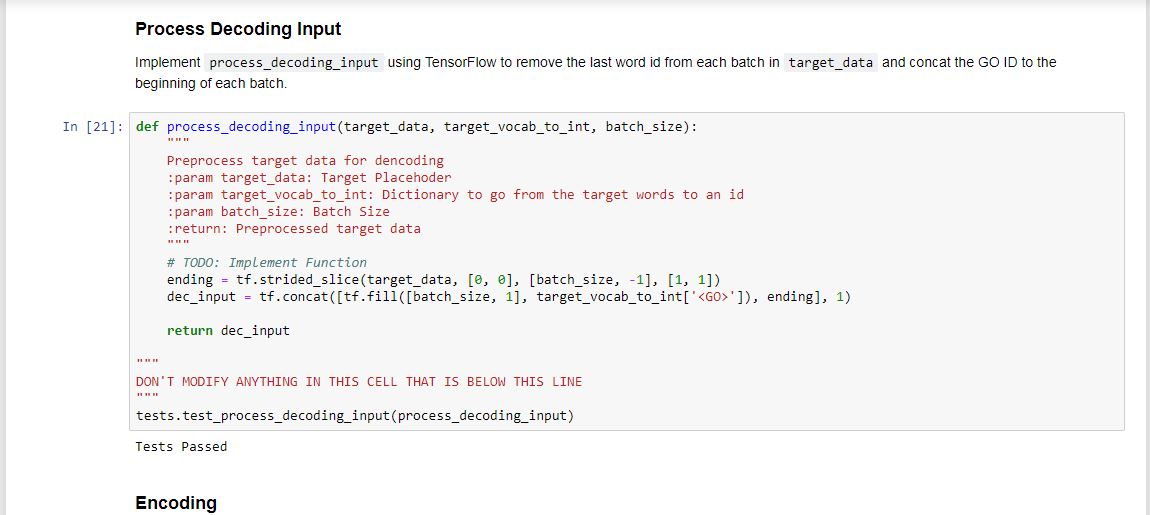 Process Decoding Input
Implement process_decoding_input using TensorFlow to remove the last word id from each batch in target_data and concat the GO ID to the
beginning of each batch.
In [21]: def process_decoding_input(target_data, target_vocab_to_int, batch_size):
"""
Preprocess target data for dencoding
:param target_data: Target Placehoder
:param target_vocab_to_int: Dictionary to go from the target words to an id
:param batch_size: Batch Size
:return: Preprocessed target data
"""
# TODO: Implement Function
ending = tf.strided_slice(target_data, [0, 0], [batch_size, -1], [1, 1])
dec_input = tf.concat([tf.fill([batch_size, 1], target_vocab_to_int['<GO>']), ending], 1)
return dec_input
"""
DON'T MODIFY ANYTHING IN THIS CELL THAT IS BELOW THIS LINE
"""
tests.test_process_decoding_input(process_decoding_input)
Tests Passed
Encoding